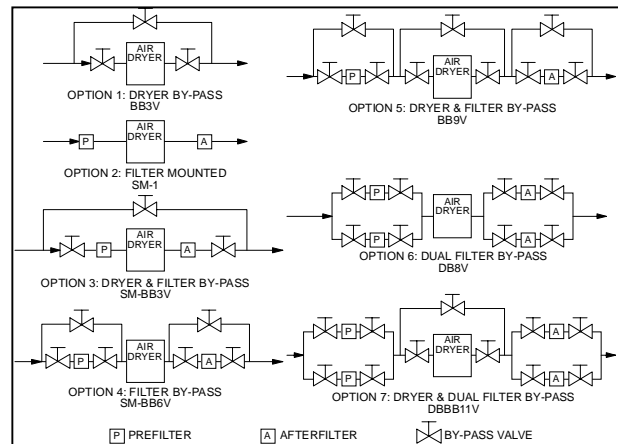 AIR
DRYER
OPTION 1: DRYER BY-PASS
BB3V
P
AIR
DRYER
A
OPTION 2: FILTER MOUNTED
SM-1
P
AIR
DRYER
A
OPTION 3: DRYER & FILTER BY-PASS
SM-BB3V
P
AIR
DRYER
A
OPTION 4: FILTER BY-PASS
SM-BB6V
P
AIR
DRYER
A
OPTION 5: DRYER & FILTER BY-PASS
BB9V
P
P
AIR
DRYER
A
A
OPTION 6: DUAL FILTER BY-PASS
DB8V
P
P
AIR
DRYER
A
A
OPTION 7: DRYER & DUAL FILTER BY-PASS
DBBB11V
P PREFILTER
A AFTERFILTER
BY-PASS VALVE